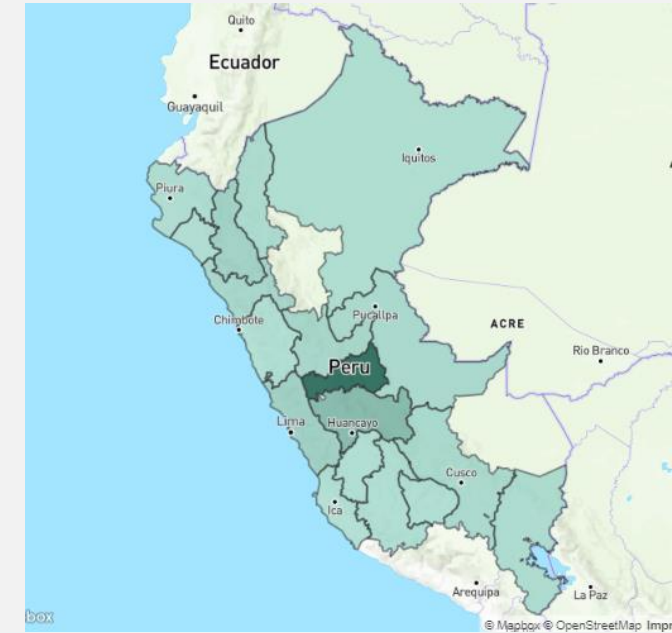 Quito
Ecuador
Guayaquil
Iquitos
Piura
Chimbote
Pucallpa
ACRE
Rio Branco
Peru
Lima
Huancayo
Cusco
Ica
Arequipa
La Paz
box
© Mapbox © OpenStreetMap Impr